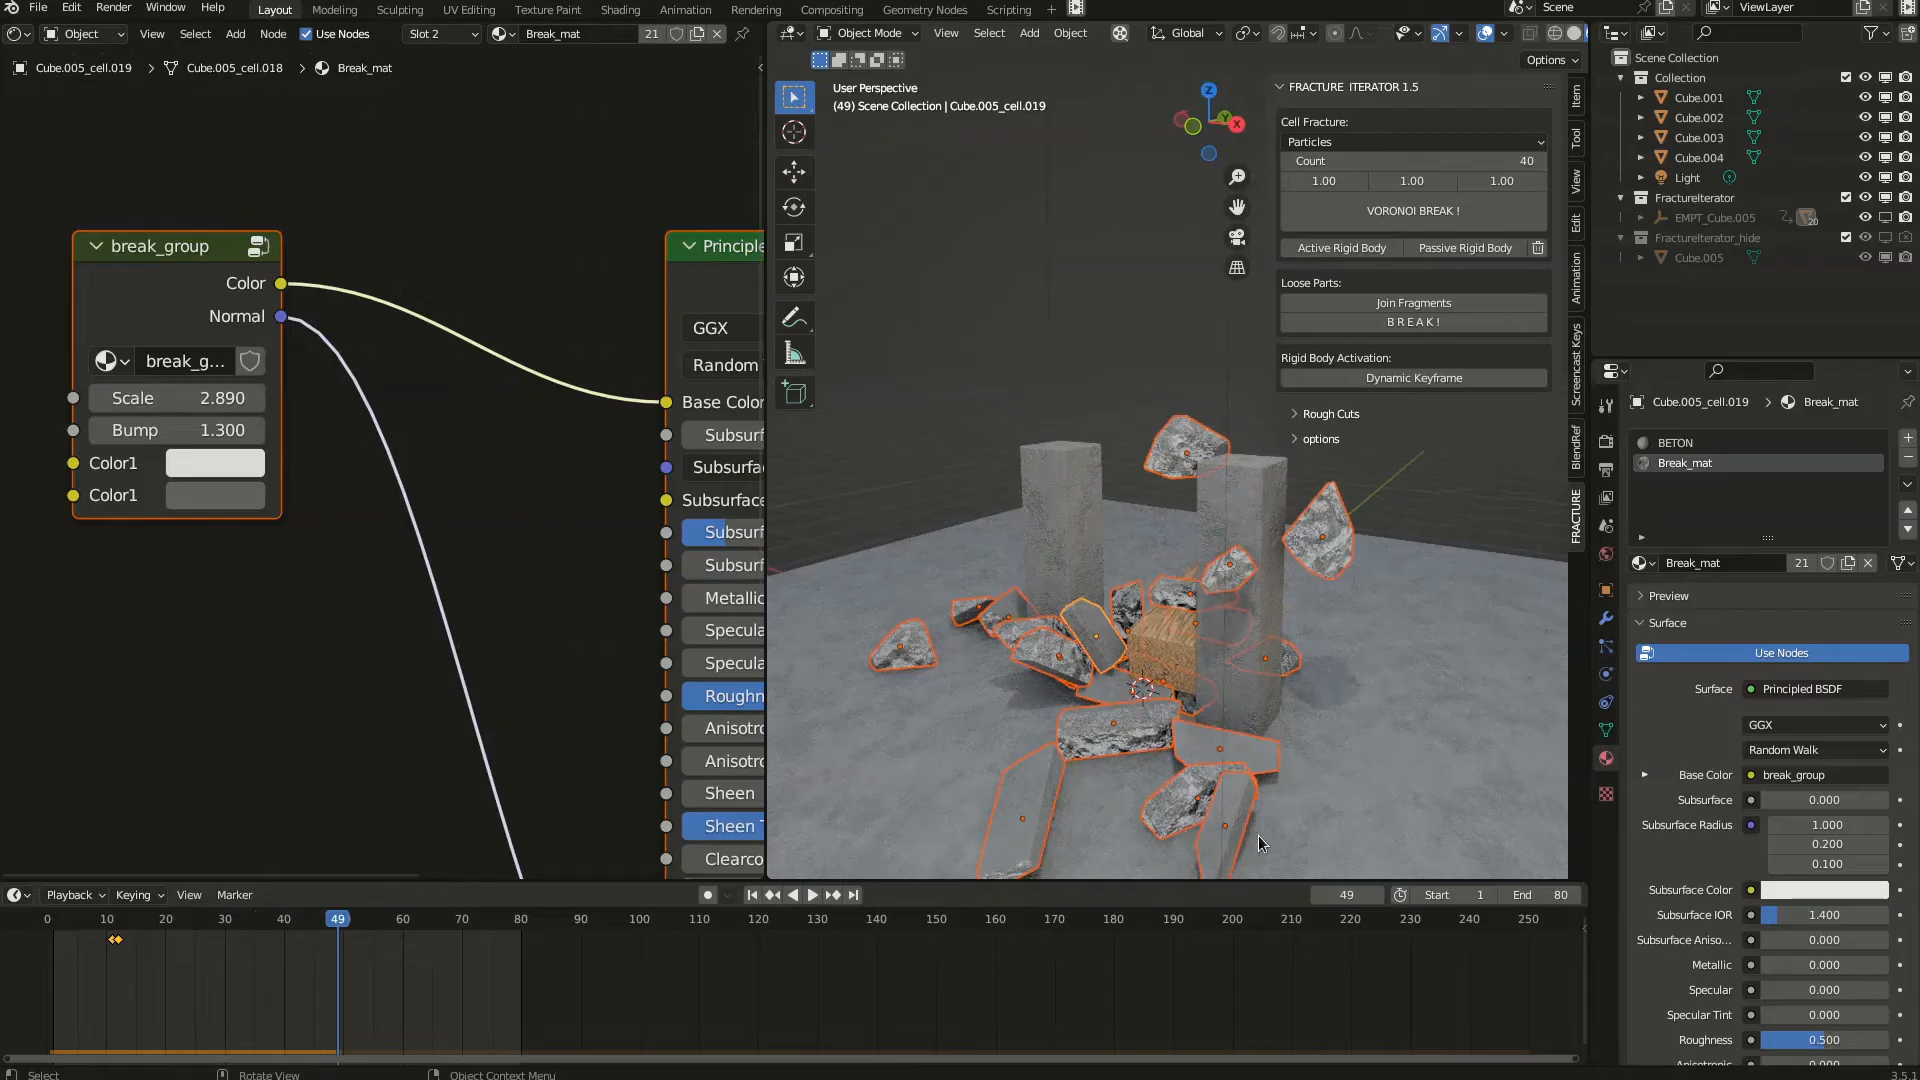 File Edit Render Window Help Layout Modeling Sculpting UV Editing Texture Paint Shading Animation Rendering Compositing Geometry Nodes Scripting + Scene ViewLayer
Object View Select Add Node Use Nodes Slot 2 Break_mat 21
Object Mode View Select Add Object Global
Cube.005_cell.019 > Cube.005_cell.018 > Break_mat
Options
break_group
Color
Normal
break_g...
Scale 2.890
Bump 1.300
Color1
Color1
Principle
GGX
Random
Base Color
Subsurf
Subsurfa
Subsurface
Subsurf
Subsurf
Metallic
Specula
Specula
Roughn
Anisotro
Anisotro
Sheen
Sheen T
Clearco
User Perspective
(49) Scene Collection | Cube.005_cell.019
Z
Y
X
FRACTURE ITERATOR 1.5
Cell Fracture:
Particles
Count 40
1.00 1.00 1.00
VORONOI BREAK !
Active Rigid Body Passive Rigid Body
Loose Parts:
Join Fragments
B R E A K !
Rigid Body Activation:
Dynamic Keyframe
Rough Cuts
options
Item
Tool
View
Edit
Animation
Screencast Keys
BlendRef
FRACTURE
Scene Collection
Collection
Cube.001
Cube.002
Cube.003
Cube.004
Light
FractureIterator
EMPT_Cube.005 20
FractureIterator_hide
Cube.005
Cube.005_cell.019 > Break_mat
BETON
Break_mat
Break_mat 21
Preview
Surface
Use Nodes
Surface Principled BSDF
GGX
Random Walk
Base Color break_group
Subsurface 0.000
Subsurface Radius 1.000
0.200
0.100
Subsurface Color
Subsurface IOR 1.400
Subsurface Aniso... 0.000
Metallic 0.000
Specular 0.000
Specular Tint 0.000
Roughness 0.500
Anisotropic 0.000
Playback Keying View Marker 49 Start 1 End 80
0 10 20 30 40 49 60 70 80 90 100 110 120 130 140 150 160 170 180 190 200 210 220 230 240 250
Select Rotate View Object Context Menu 3.5.1